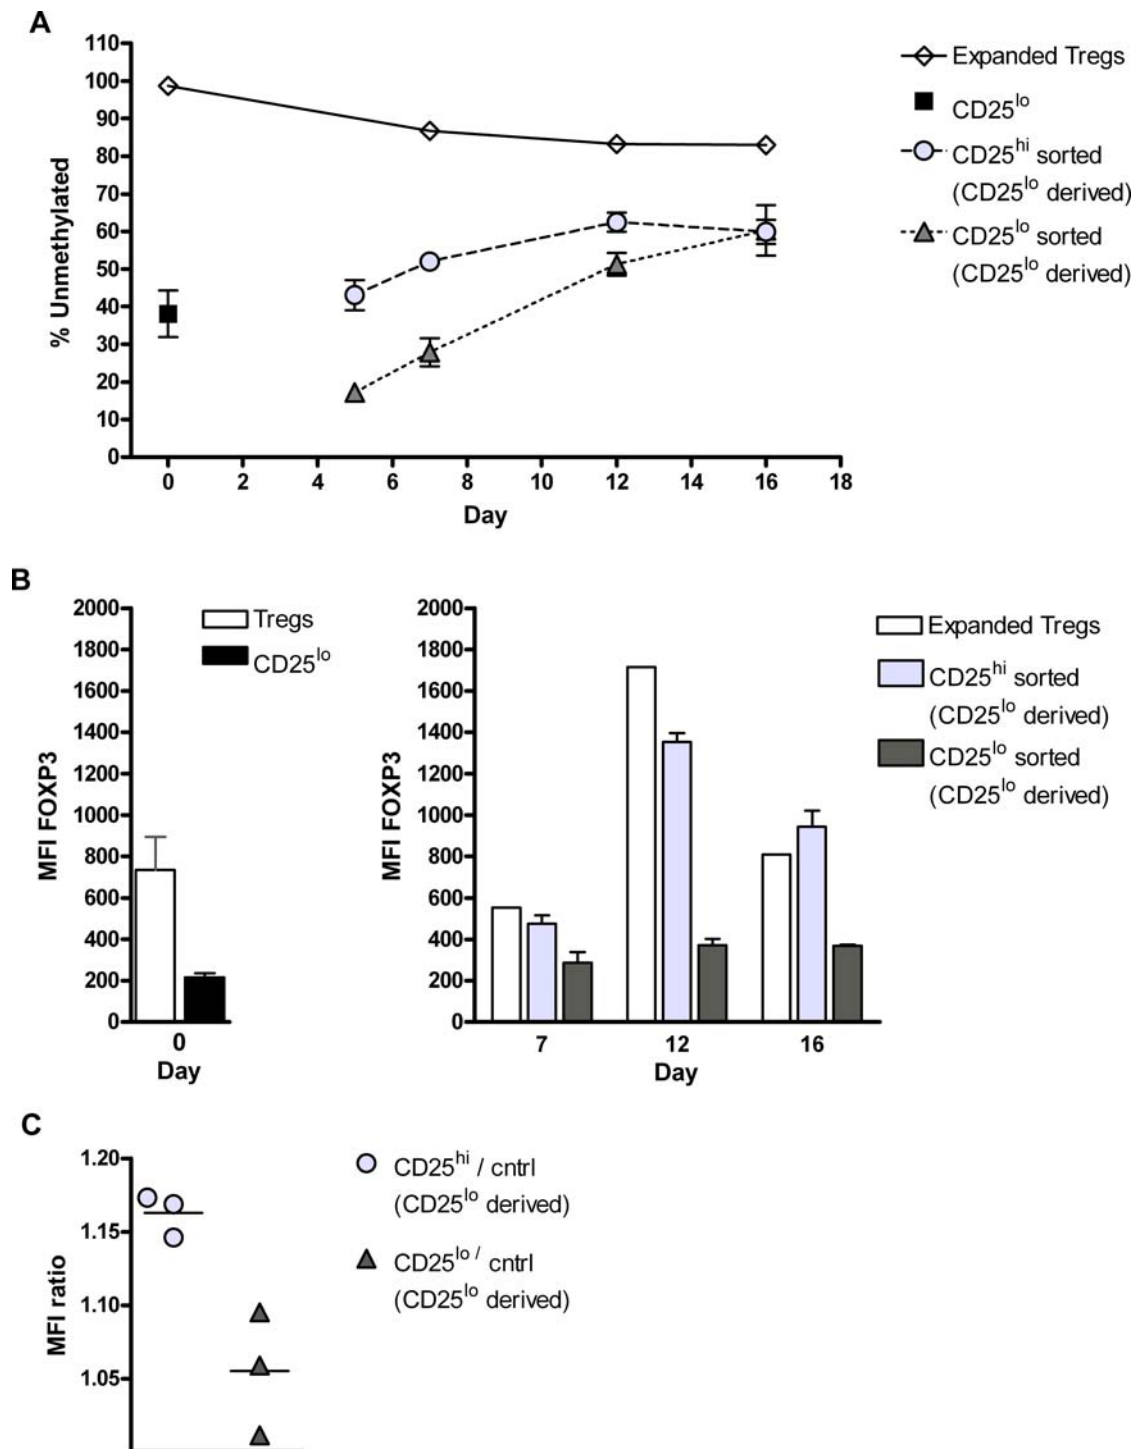 A
110
100
90
80
70
60
50
40
30
20
10
0
% Unmethylated
0 2 4 6 8 10 12 14 16 18
Day
Expanded Tregs
CD25lo
CD25hi sorted
(CD25lo derived)
CD25lo sorted
(CD25lo derived)
B
2000
1800
1600
1400
1200
1000
800
600
400
200
0
MFI FOXP3
0
Day
Tregs
CD25lo
2000
1800
1600
1400
1200
1000
800
600
400
200
0
MFI FOXP3
7 12 16
Day
Expanded Tregs
CD25hi sorted
(CD25lo derived)
CD25lo sorted
(CD25lo derived)
C
1.20
1.15
1.10
1.05
MFI ratio
CD25hi / cntrl
(CD25lo derived)
CD25lo / cntrl
(CD25lo derived)